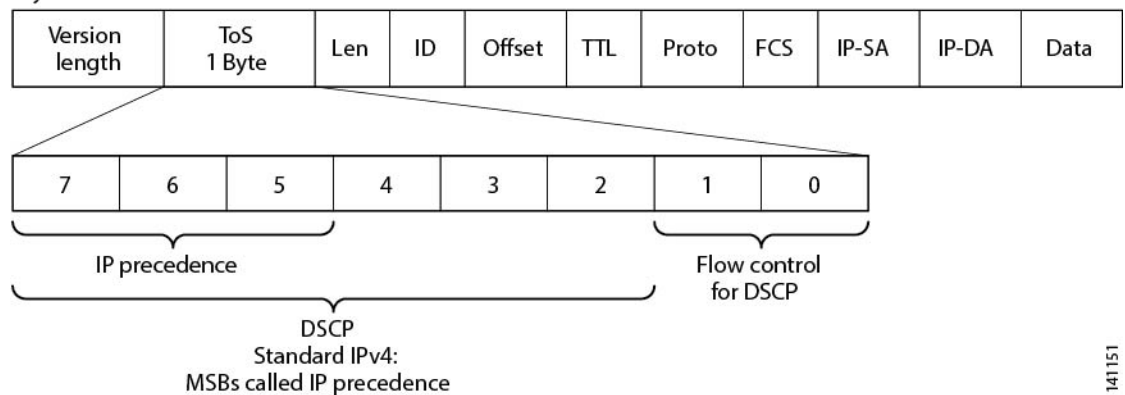 Version length ToS 1 Byte Len ID Offset TTL Proto FCS IP-SA IP-DA Data
7 6 5 4 3 2 1 0
IP precedence
Flow control
for DSCP
DSCP
Standard IPv4:
MSBs called IP precedence
141151